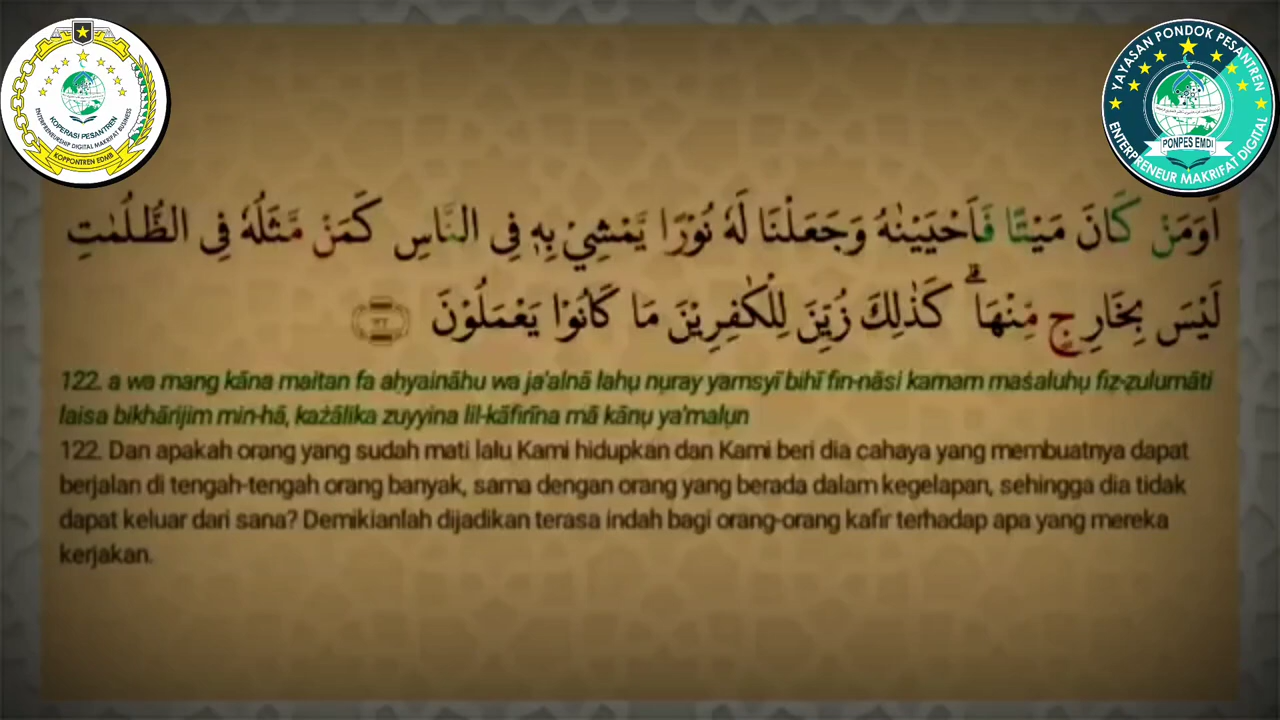 KOPERASI PESANTREN
ENTERPRENEURSHIP DIGITAL MAKRIFAT BUSINESS
KOPPONTREN EDMB
YAYASAN PONDOK PESANTREN
PONPES EMDI
ENTERPRENEUR MAKRIFAT DIGITAL
اَوَمَنْ كَانَ مَيْتًا فَاَحْيَيْنٰهُ وَجَعَلْنَا لَهٗ نُوْرًا يَّمْشِيْ بِهٖ فِى النَّاسِ كَمَنْ مَّثَلُهٗ فِى الظُّلُمٰتِ
لَيْسَ بِخَارِجٍ مِّنْهَاۗ كَذٰلِكَ زُيِّنَ لِلْكٰفِرِيْنَ مَا كَانُوْا يَعْمَلُوْنَ
122. a wa mang kāna maitan fa aḥyaināhu wa ja'alnā lahụ nụray yamsyī bihī fin-nāsi kamam maṡaluhụ fiẓ-ẓulumāti
laisa bikhārijim min-hā, każālika zuyyina lil-kāfirīna mā kānụ ya'malụn
122. Dan apakah orang yang sudah mati lalu Kami hidupkan dan Kami beri dia cahaya yang membuatnya dapat
berjalan di tengah-tengah orang banyak, sama dengan orang yang berada dalam kegelapan, sehingga dia tidak
dapat keluar dari sana? Demikianlah dijadikan terasa indah bagi orang-orang kafir terhadap apa yang mereka
kerjakan.